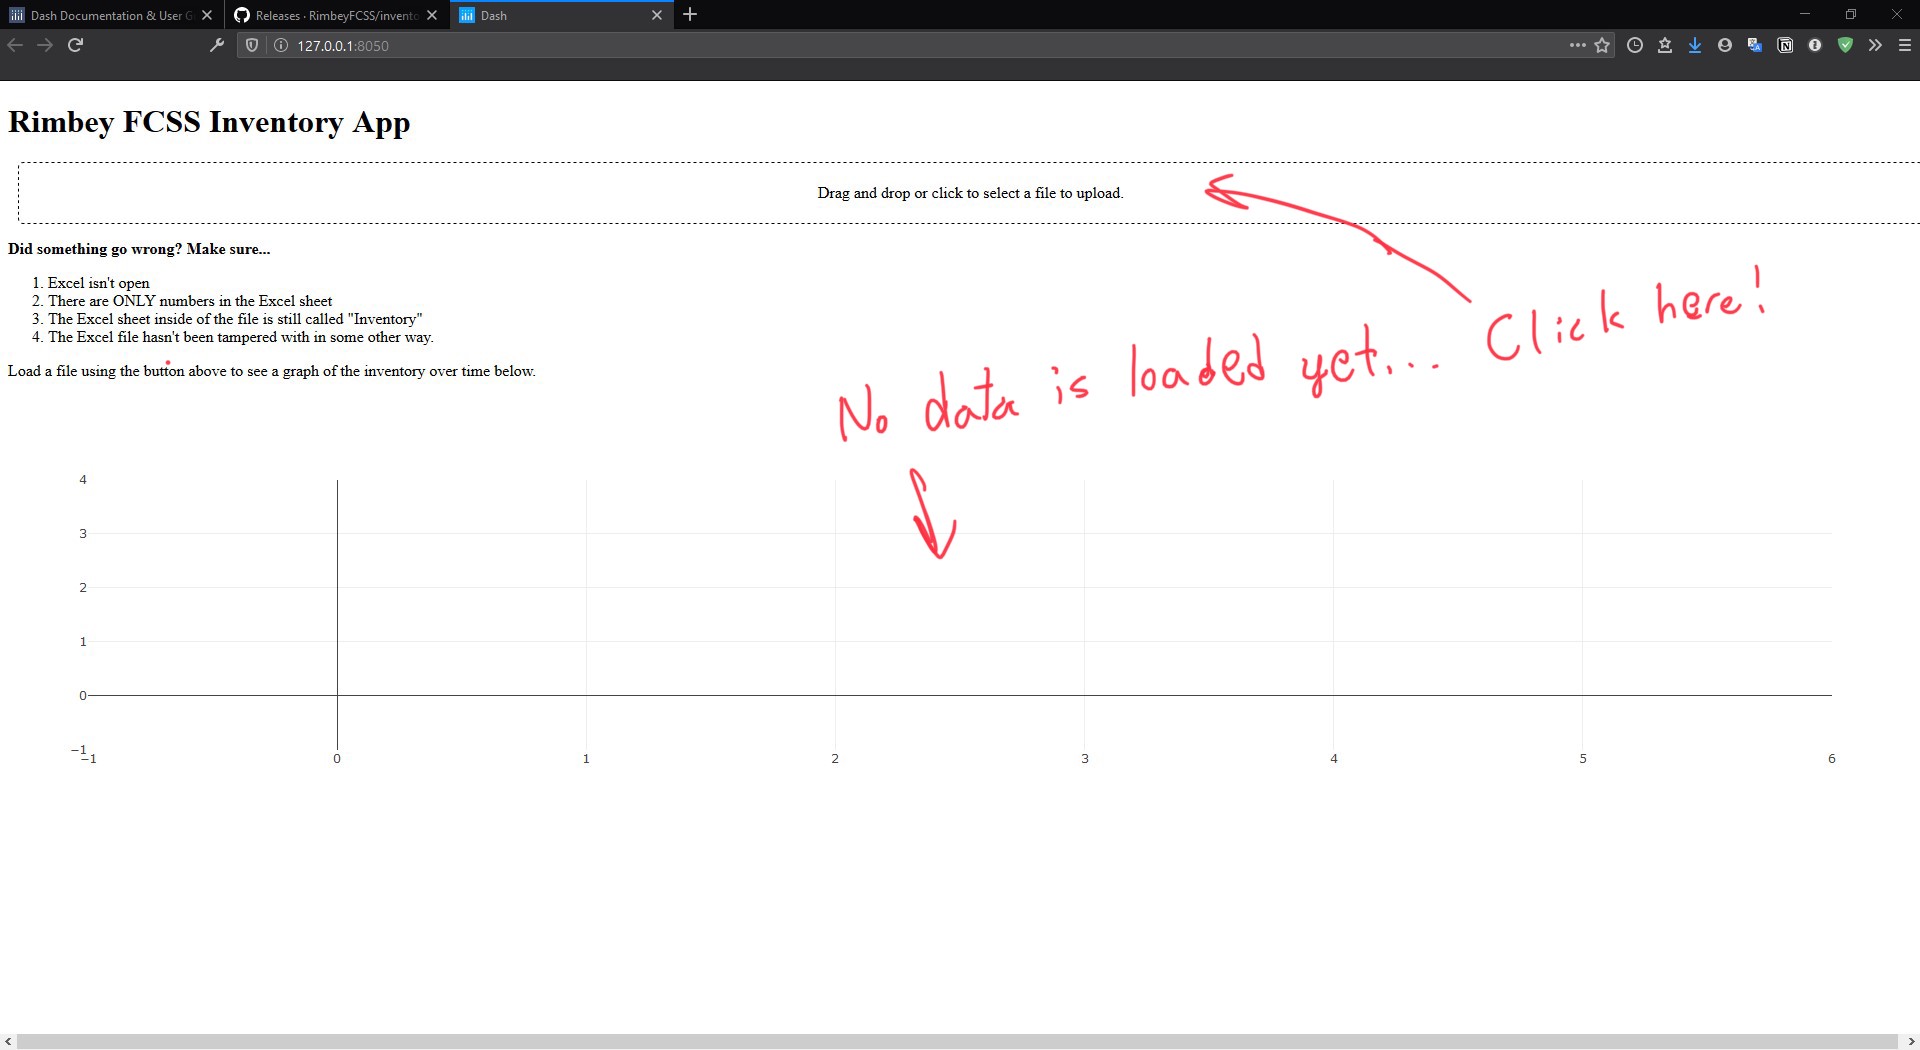 Dash Documentation & User G
Releases · RimbeyFCSS/invento
Dash
127.0.0.1:8050
Rimbey FCSS Inventory App
Drag and drop or click to select a file to upload.
Did something go wrong? Make sure...
1. Excel isn't open
2. There are ONLY numbers in the Excel sheet
3. The Excel sheet inside of the file is still called "Inventory"
4. The Excel file hasn't been tampered with in some other way.
Load a file using the button above to see a graph of the inventory over time below.
Click here!
No data is loaded yet...
4
3
2
1
0
−1
−1 0 1 2 3 4 5 6